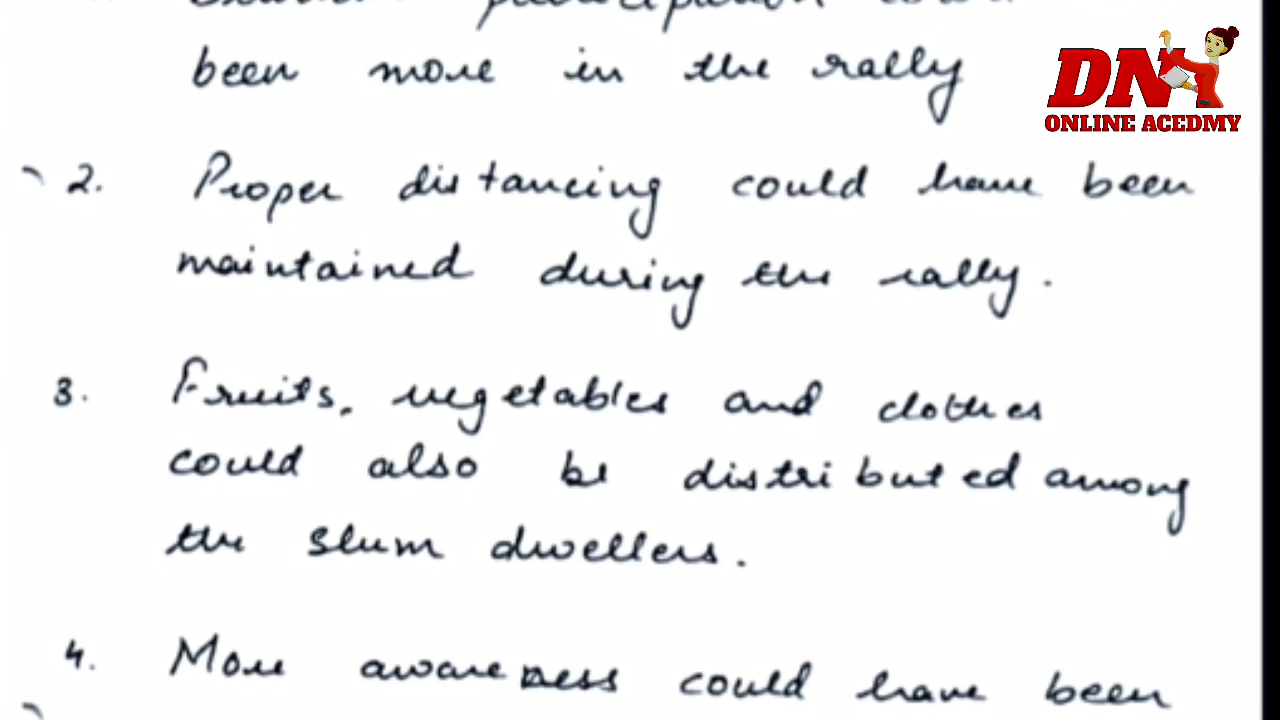 been more in the rally
DN
ONLINE ACEDMY
2. Proper distancing could have been
maintained during the rally.
3. Fruits, vegetables and clothes
could also be distributed among
the slum dwellers.
4. More awareness could have been